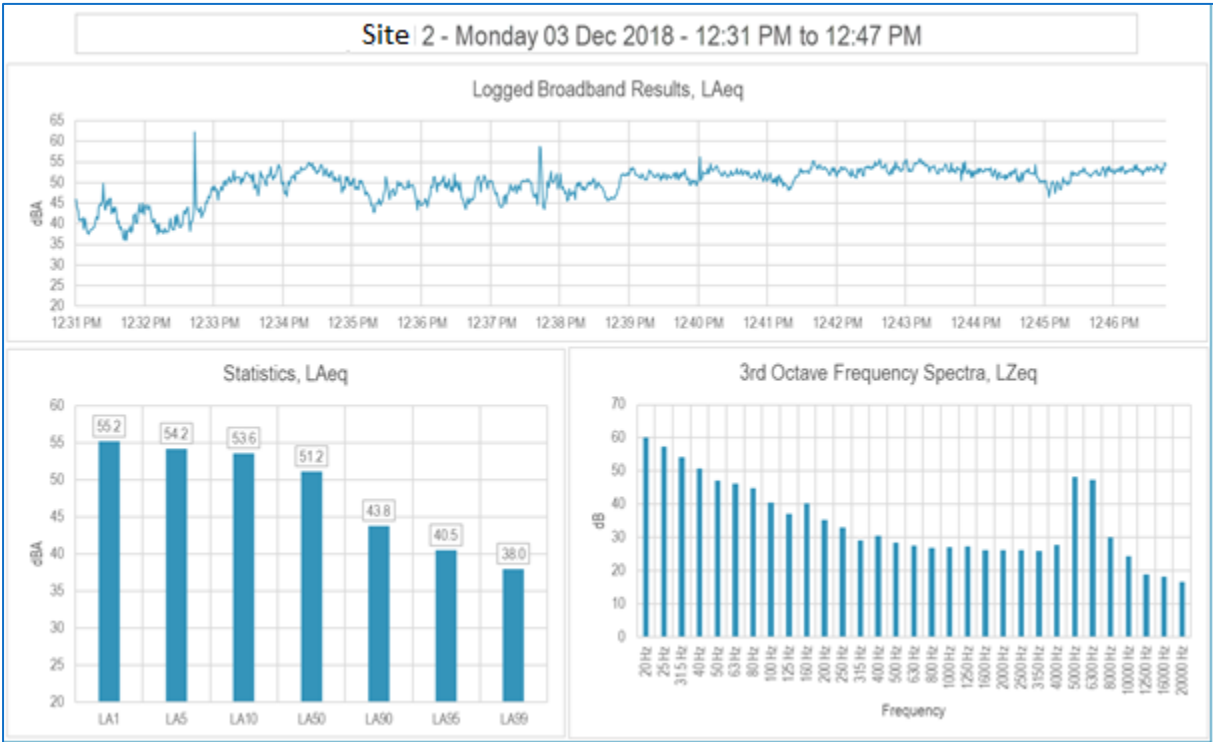 Site 2 - Monday 03 Dec 2018 - 12:31 PM to 12:47 PM
Logged Broadband Results, LAeq
65
60
55
50
45
40
35
30
25
20
dBA
12:31 PM 12:32 PM 12:33 PM 12:34 PM 12:35 PM 12:36 PM 12:37 PM 12:38 PM 12:39 PM 12:40 PM 12:41 PM 12:42 PM 12:43 PM 12:44 PM 12:45 PM 12:46 PM
Statistics, LAeq
60
55
50
45
40
35
30
25
20
dBA
55.2
54.2
53.6
51.2
43.8
40.5
38.0
LA1 LA5 LA10 LA50 LA90 LA95 LA99
3rd Octave Frequency Spectra, LZeq
70
60
50
40
30
20
10
0
dB
20 Hz
25 Hz
31.5 Hz
40 Hz
50 Hz
63 Hz
80 Hz
100 Hz
125 Hz
160 Hz
200 Hz
250 Hz
315 Hz
400 Hz
500 Hz
630 Hz
800 Hz
1000 Hz
1250 Hz
1600 Hz
2000 Hz
2500 Hz
3150 Hz
4000 Hz
5000 Hz
6300 Hz
8000 Hz
10000 Hz
12500 Hz
16000 Hz
20000 Hz
Frequency